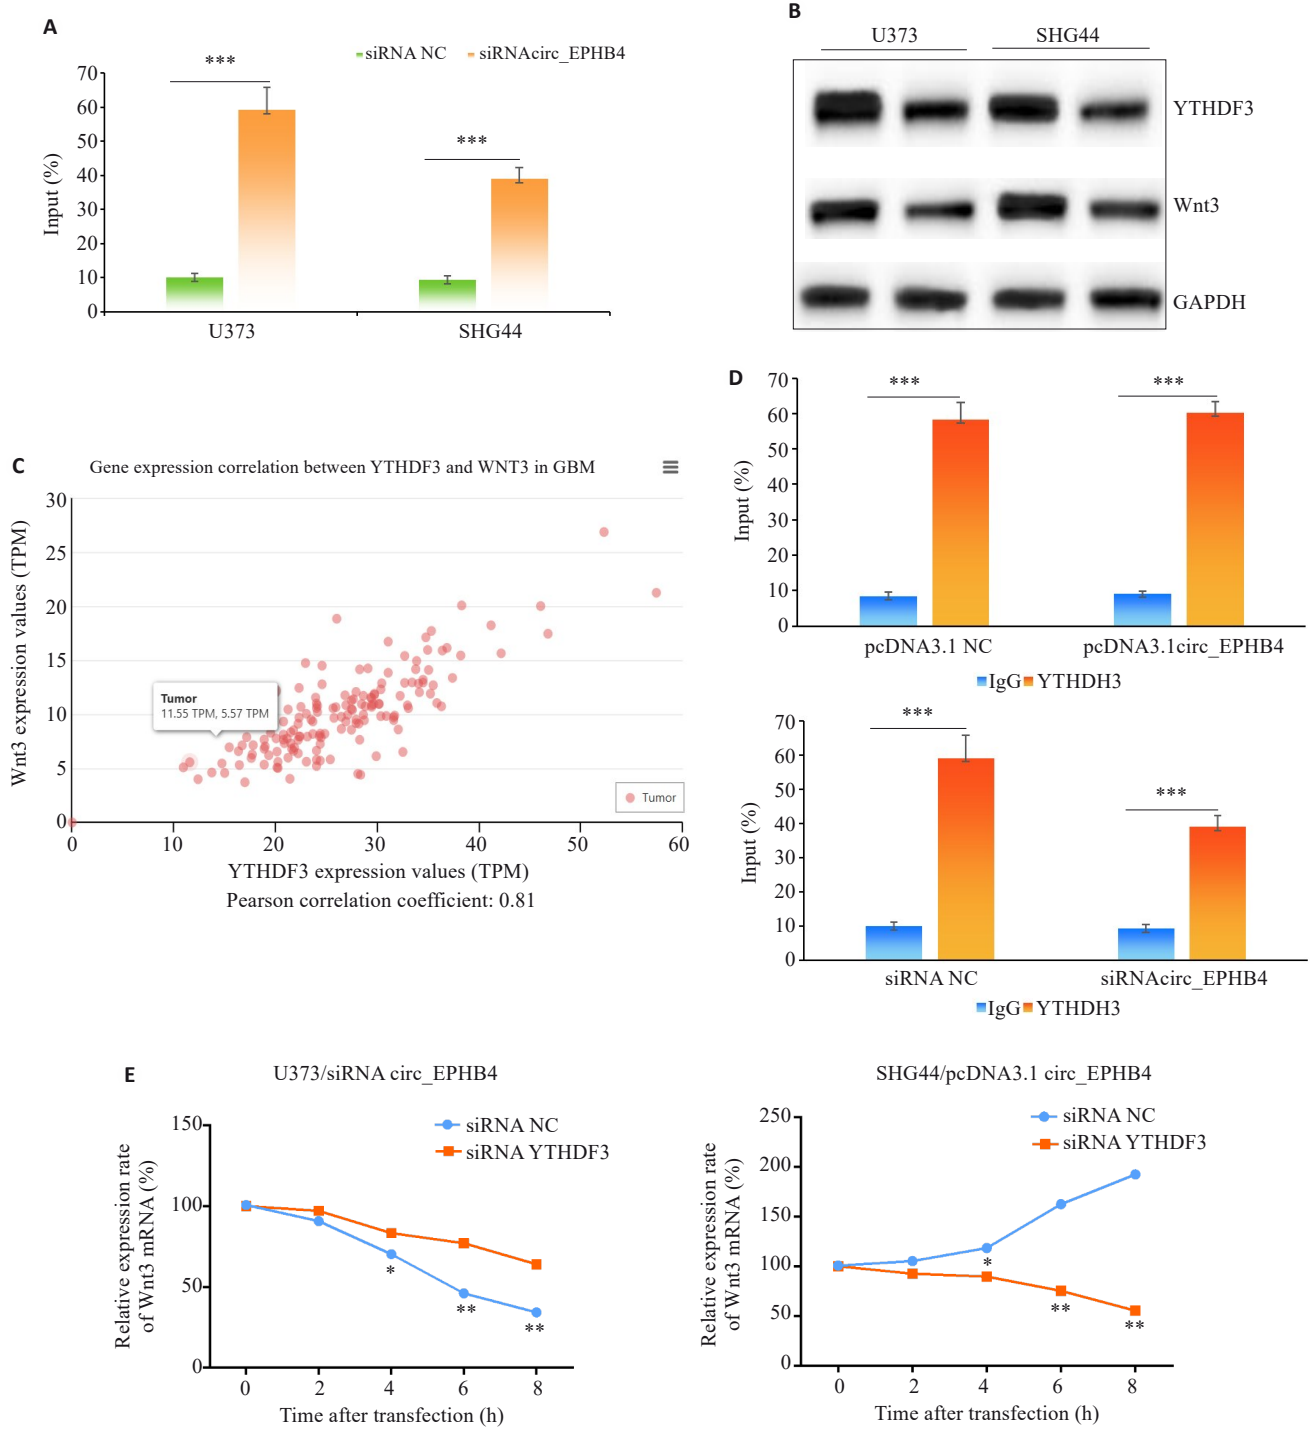 A
siRNA NC
siRNAcirc_EPHB4
***
***
Input (%)
70
60
50
40
30
20
10
0
U373
SHG44
B
U373
SHG44
YTHDF3
Wnt3
GAPDH
C
Gene expression correlation between YTHDF3 and WNT3 in GBM
Wnt3 expression values (TPM)
30
25
20
15
10
5
0
Tumor
11.55 TPM, 5.57 TPM
Tumor
0
10
20
30
40
50
60
YTHDF3 expression values (TPM)
Pearson correlation coefficient: 0.81
D
***
***
Input (%)
70
60
50
40
30
20
10
0
pcDNA3.1 NC
pcDNA3.1circ_EPHB4
IgG
YTHDH3
***
***
Input (%)
70
60
50
40
30
20
10
0
siRNA NC
siRNAcirc_EPHB4
IgG
YTHDH3
E
U373/siRNA circ_EPHB4
siRNA NC
siRNA YTHDF3
Relative expression rate
of Wnt3 mRNA (%)
150
100
50
0
*
**
**
0
2
4
6
8
Time after transfection (h)
SHG44/pcDNA3.1 circ_EPHB4
siRNA NC
siRNA YTHDF3
Relative expression rate
of Wnt3 mRNA (%)
250
200
150
100
50
0
*
**
**
0
2
4
6
8
Time after transfection (h)